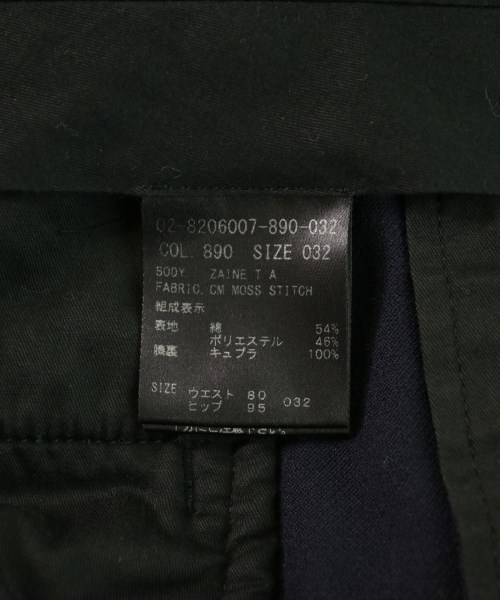 02-8206007-890-032
COL. 890 SIZE 032
BODY. ZAINE T A
FABRIC. CM MOSS STITCH
組成表示
表地 綿 54%
ポリエステル 46%
膝裏 キュプラ 100%
SIZE ウエスト 80 032
ヒップ 95